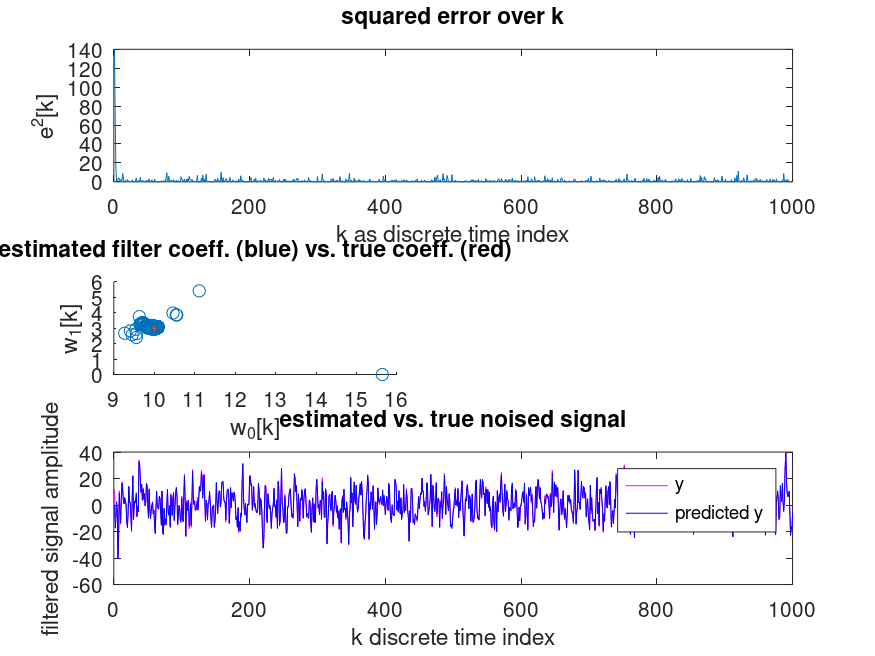 squared error over k
140
120
100
80
60
40
20
0
e²[k]
0 200 400 600 800 1000
k as discrete time index
estimated filter coeff. (blue) vs. true coeff. (red)
6
5
4
3
2
1
0
w₁[k]
9 10 11 12 13 14 15 16
w₀[k]
estimated vs. true noised signal
40
20
0
-20
-40
-60
filtered signal amplitude
y
predicted y
0 200 400 600 800 1000
k discrete time index